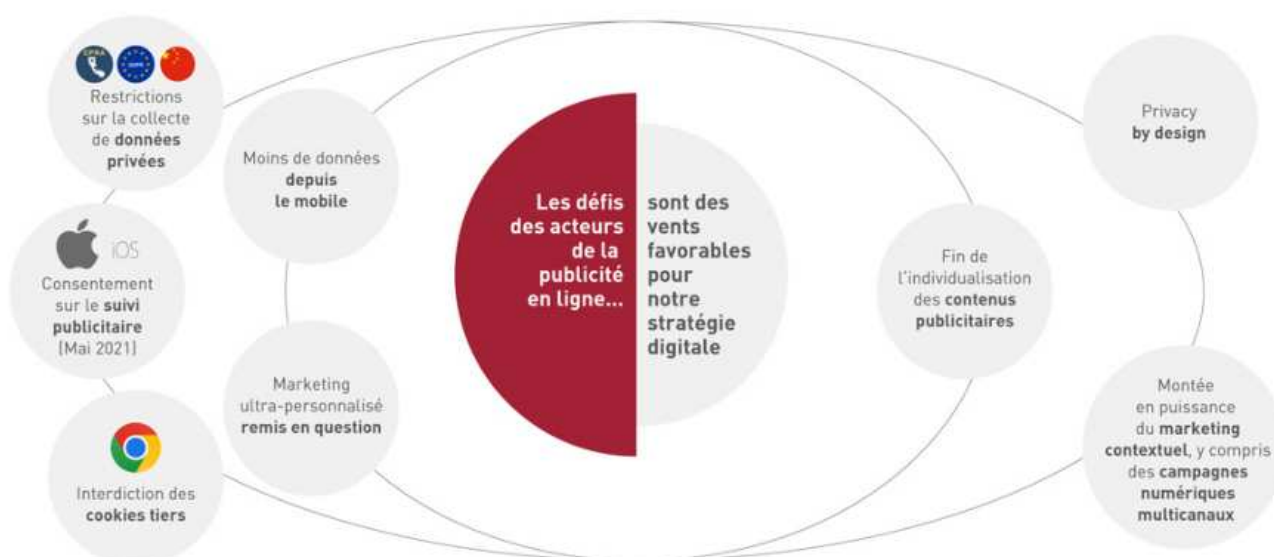 CPRA
GDPR
Restrictions
sur la collecte
de données
privées
iOS
Consentement
sur le suivi
publicitaire
(Mai 2021)
Interdiction des
cookies tiers
Moins de données
depuis
le mobile
Marketing
ultra-personnalisé
remis en question
Les défis
des acteurs
de la
publicité
en ligne...
sont des
vents
favorables
pour
notre
stratégie
digitale
Fin de
l'individualisation
des contenus
publicitaires
Privacy
by design
Montée
en puissance
du marketing
contextuel, y compris
des campagnes
numériques
multicanaux